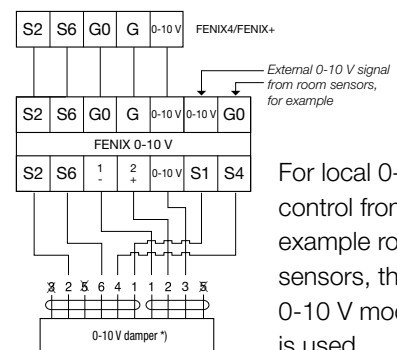 S2 S6 G0 G 0-10 V FENIX4/FENIX+
External 0-10 V signal
from room sensors,
for example
S2 S6 G0 G 0-10 V 0-10 V G0
FENIX 0-10 V
S2 S6 1 - 2 + 0-10 V S1 S4
3 2 5 6 4 1 1 2 3 5
0-10 V damper *)
For local 0-
control from
example ro
sensors, th
0-10 V mod
is used